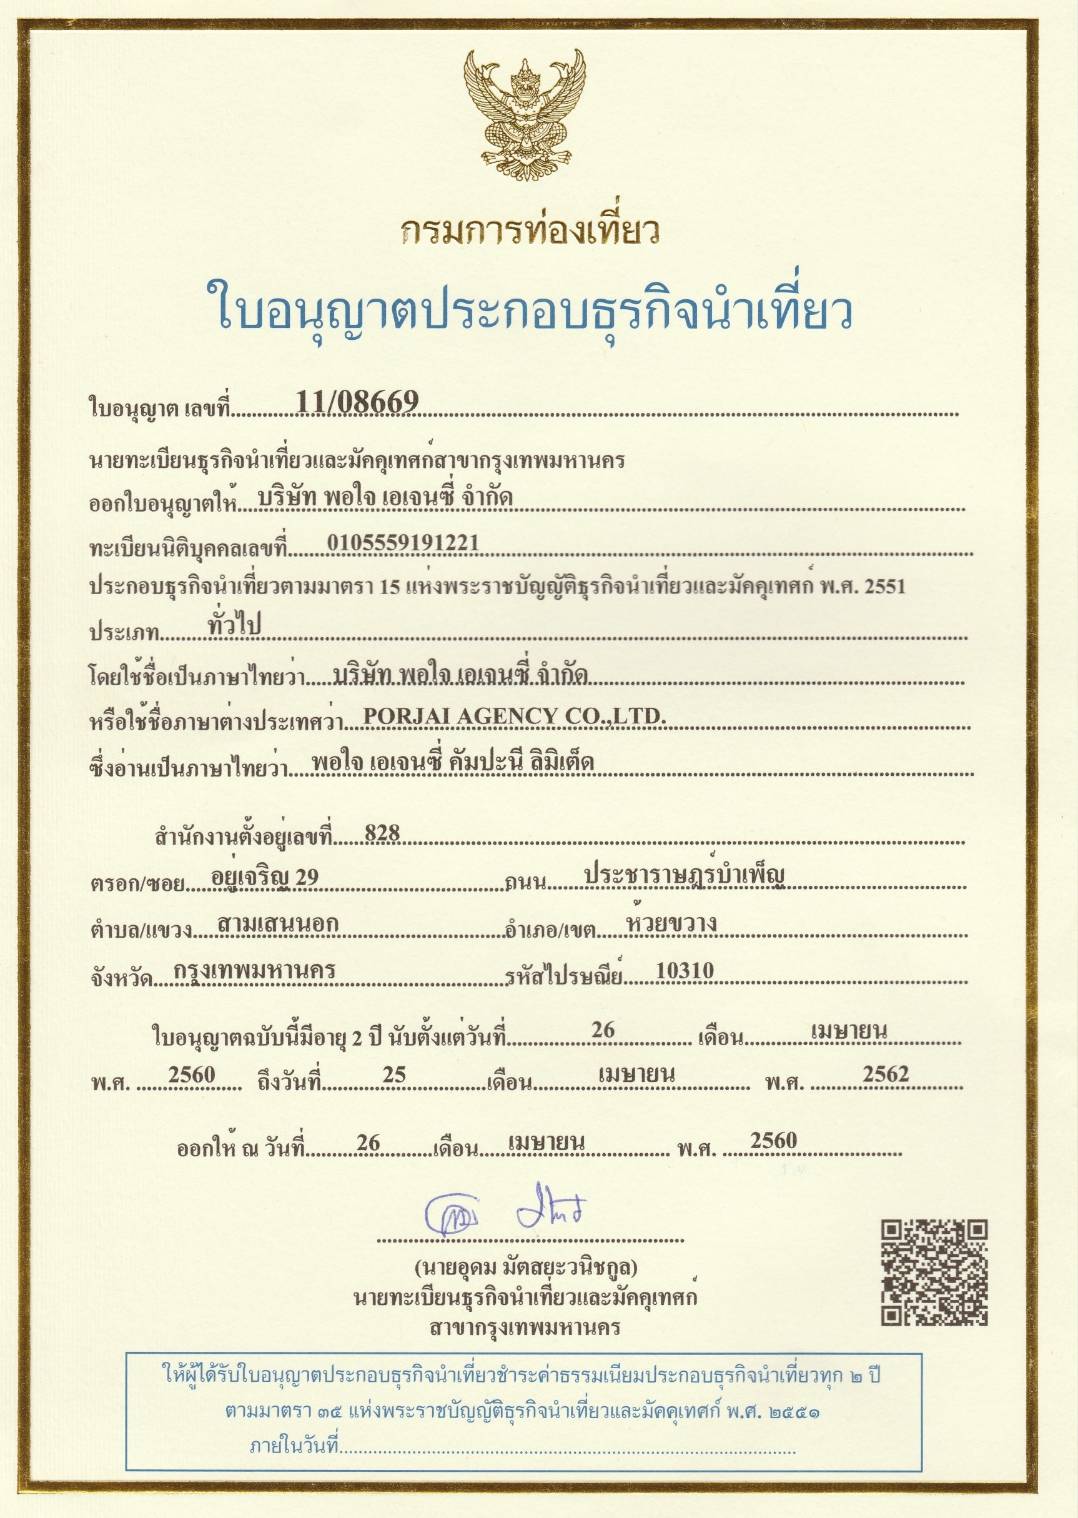 กรมการท่องเที่ยว
ใบอนุญาตประกอบธุรกิจนำเที่ยว
ใบอนุญาต เลขที่ 11/08669
นายทะเบียนธุรกิจนำเที่ยวและมัคคุเทศก์สาขากรุงเทพมหานคร
ออกใบอนุญาตให้ บริษัท พอใจ เอเจนซี่ จำกัด
ทะเบียนนิติบุคคลเลขที่ 0105559191221
ประกอบธุรกิจนำเที่ยวตามมาตรา 15 แห่งพระราชบัญญัติธุรกิจนำเที่ยวและมัคคุเทศก์ พ.ศ. 2551
ประเภท ทั่วไป
โดยใช้ชื่อเป็นภาษาไทยว่า บริษัท พอใจ เอเจนซี่ จำกัด
หรือใช้ชื่อภาษาต่างประเทศว่า PORJAI AGENCY CO.,LTD.
ซึ่งอ่านเป็นภาษาไทยว่า พอใจ เอเจนซี่ คัมปะนี ลิมิเต็ด
สำนักงานตั้งอยู่เลขที่ 828
ตรอก/ซอย อยู่เจริญ 29 ถนน ประชาราษฎร์บำเพ็ญ
ตำบล/แขวง สามเสนนอก อำเภอ/เขต ห้วยขวาง
จังหวัด กรุงเทพมหานคร รหัสไปรษณีย์ 10310
ใบอนุญาตฉบับนี้มีอายุ 2 ปี นับตั้งแต่วันที่ 26 เดือน เมษายน
พ.ศ. 2560 ถึงวันที่ 25 เดือน เมษายน พ.ศ. 2562
ออกให้ ณ วันที่ 26 เดือน เมษายน พ.ศ. 2560
(นายอุดม มัตสยะวนิชกูล)
นายทะเบียนธุรกิจนำเที่ยวและมัคคุเทศก์
สาขากรุงเทพมหานคร
ให้ผู้ได้รับใบอนุญาตประกอบธุรกิจนำเที่ยวชำระค่าธรรมเนียมประกอบธุรกิจนำเที่ยวทุก ๒ ปี
ตามมาตรา ๓๕ แห่งพระราชบัญญัติธุรกิจนำเที่ยวและมัคคุเทศก์ พ.ศ. ๒๕๕๑
ภายในวันที่